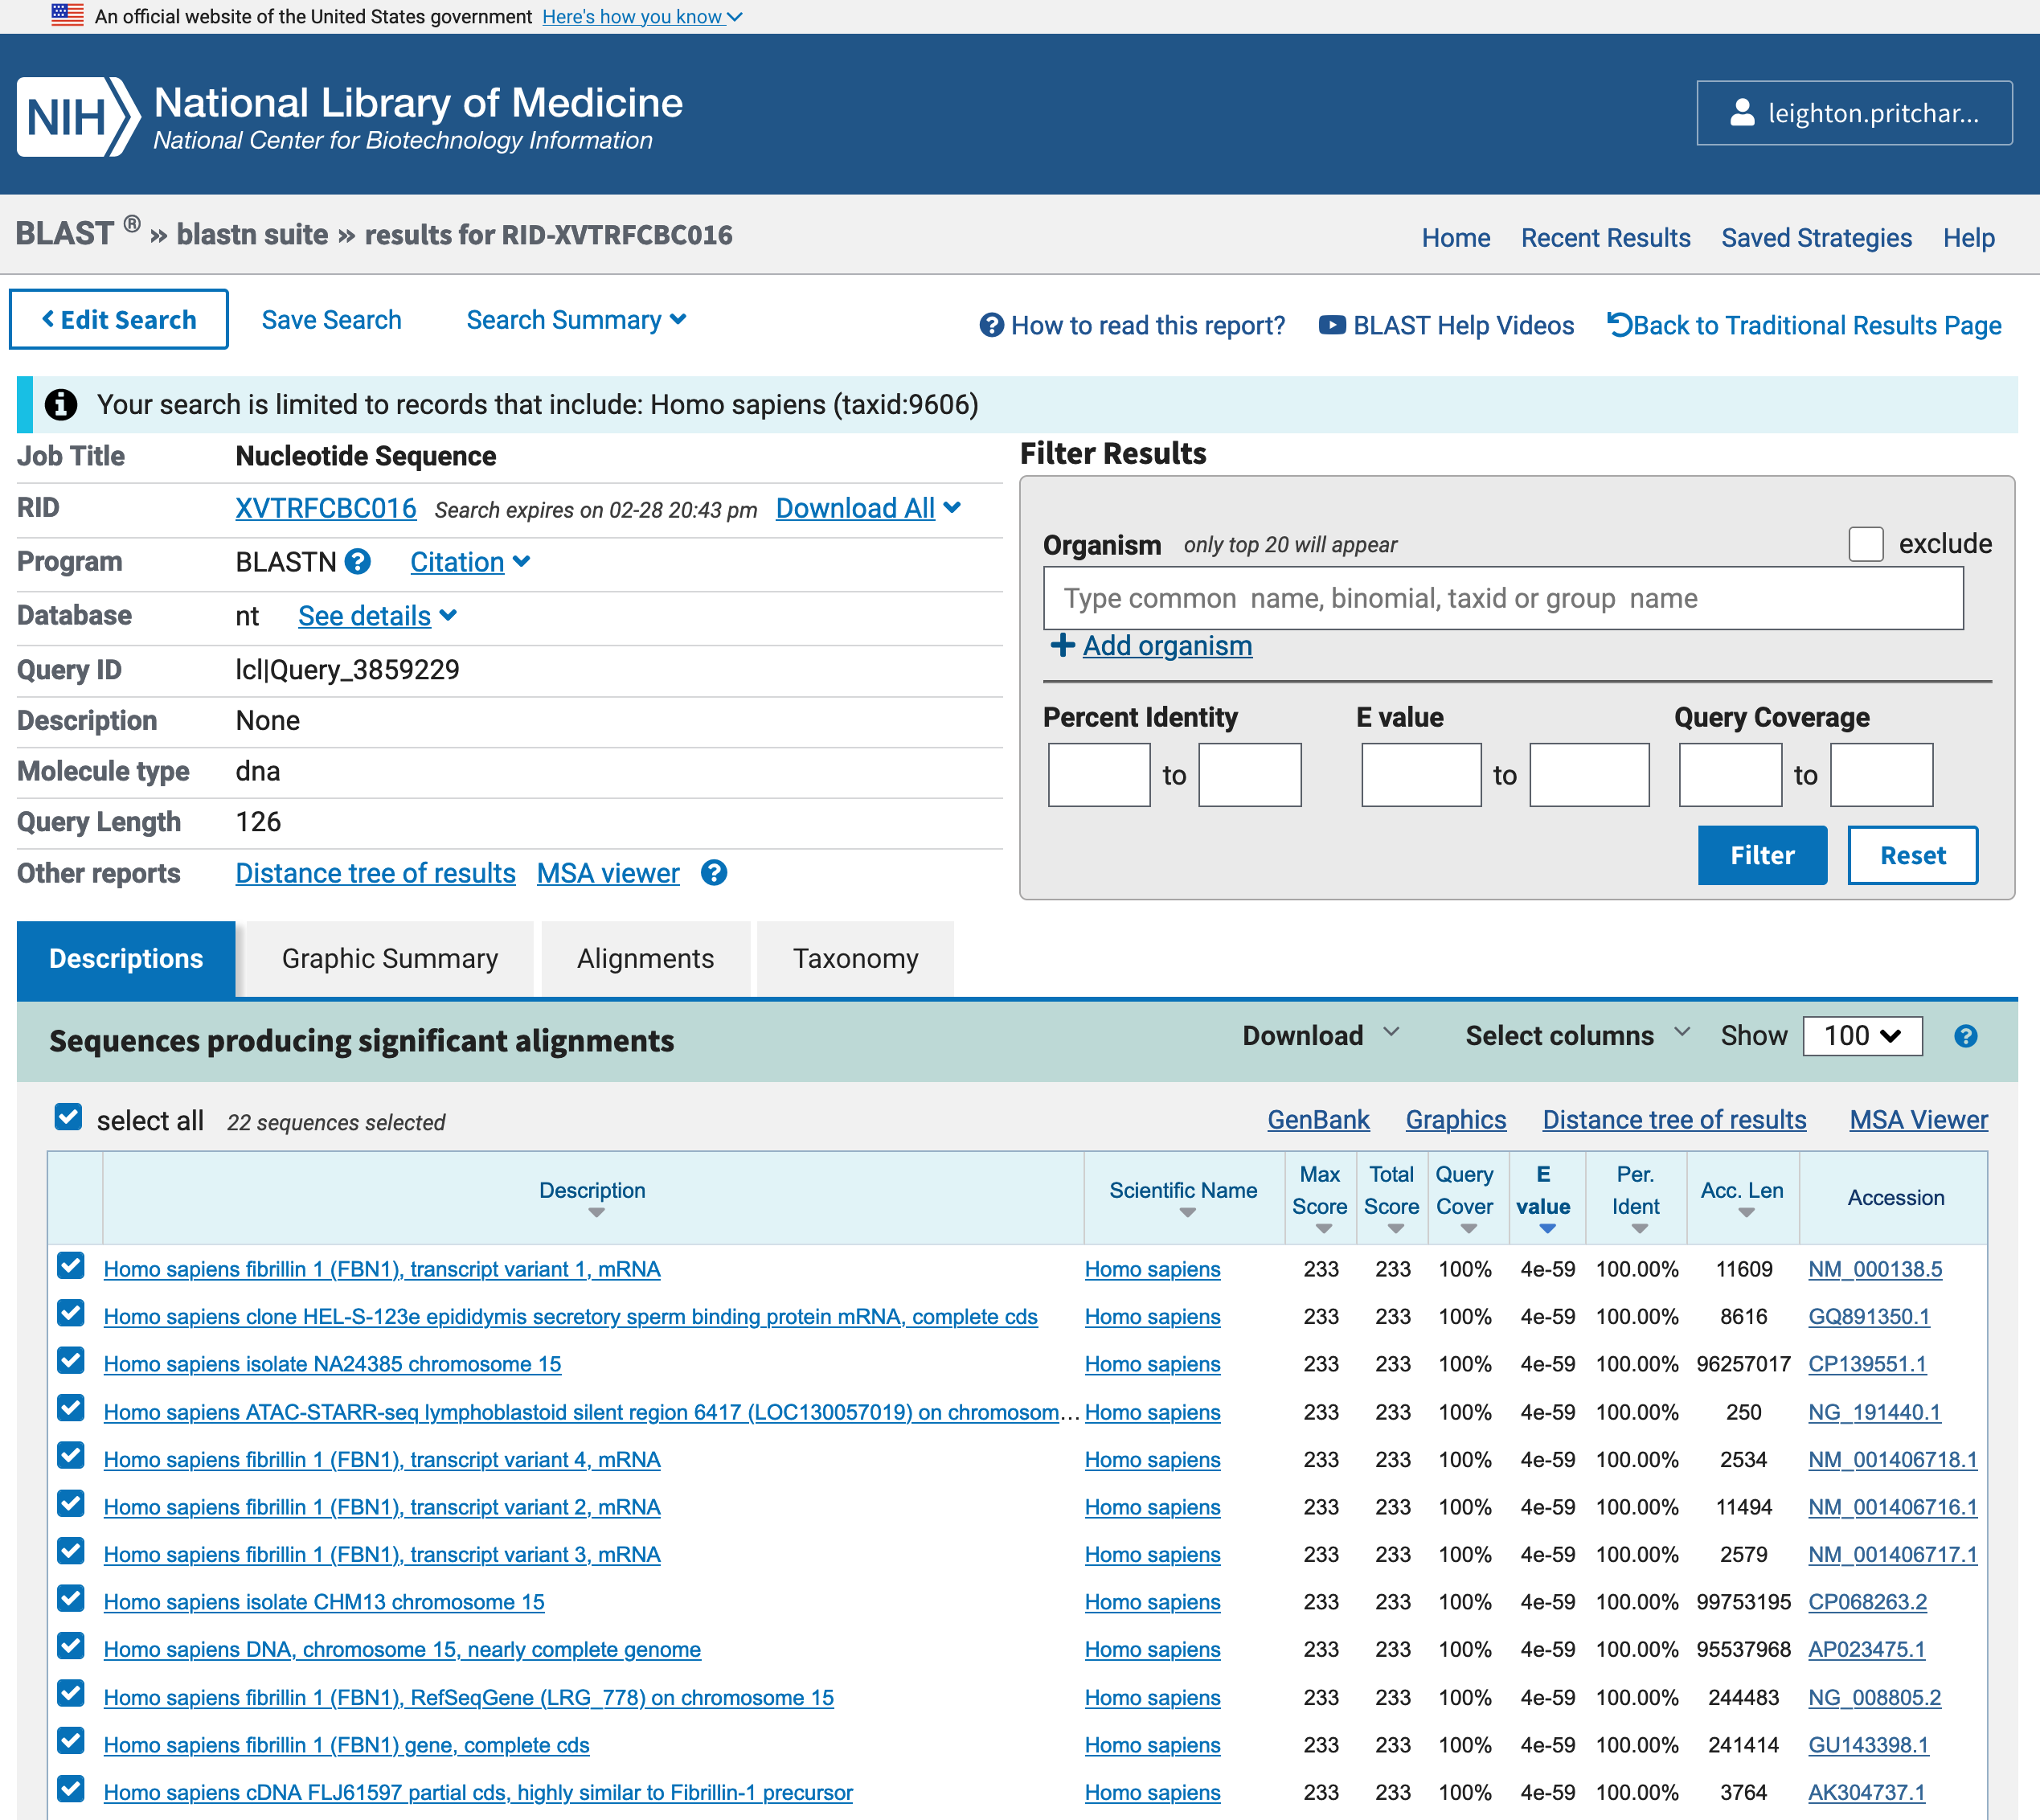 An official website of the United States government Here's how you know
NIH National Library of Medicine
National Center for Biotechnology Information
leighton.pritchar...
BLAST ® » blastn suite » results for RID-XVTRFCBC016
Home Recent Results Saved Strategies Help
Edit Search Save Search Search Summary How to read this report? BLAST Help Videos Back to Traditional Results Page
Your search is limited to records that include: Homo sapiens (taxid:9606)
Job Title Nucleotide Sequence
RID XVTRFCBC016 Search expires on 02-28 20:43 pm Download All
Program BLASTN ? Citation
Database nt See details
Query ID lcl|Query_3859229
Description None
Molecule type dna
Query Length 126
Other reports Distance tree of results MSA viewer ?
Filter Results
Organism only top 20 will appear exclude
Type common name, binomial, taxid or group name
+ Add organism
Percent Identity E value Query Coverage
to to to
Filter Reset
Descriptions Graphic Summary Alignments Taxonomy
Sequences producing significant alignments Download Select columns Show 100 ?
select all 22 sequences selected GenBank Graphics Distance tree of results MSA Viewer
Description Scientific Name Max Score Total Score Query Cover E value Per. Ident Acc. Len Accession
Homo sapiens fibrillin 1 (FBN1), transcript variant 1, mRNA Homo sapiens 233 233 100% 4e-59 100.00% 11609 NM_000138.5
Homo sapiens clone HEL-S-123e epididymis secretory sperm binding protein mRNA, complete cds Homo sapiens 233 233 100% 4e-59 100.00% 8616 GQ891350.1
Homo sapiens isolate NA24385 chromosome 15 Homo sapiens 233 233 100% 4e-59 100.00% 96257017 CP139551.1
Homo sapiens ATAC-STARR-seq lymphoblastoid silent region 6417 (LOC130057019) on chromosom... Homo sapiens 233 233 100% 4e-59 100.00% 250 NG_191440.1
Homo sapiens fibrillin 1 (FBN1), transcript variant 4, mRNA Homo sapiens 233 233 100% 4e-59 100.00% 2534 NM_001406718.1
Homo sapiens fibrillin 1 (FBN1), transcript variant 2, mRNA Homo sapiens 233 233 100% 4e-59 100.00% 11494 NM_001406716.1
Homo sapiens fibrillin 1 (FBN1), transcript variant 3, mRNA Homo sapiens 233 233 100% 4e-59 100.00% 2579 NM_001406717.1
Homo sapiens isolate CHM13 chromosome 15 Homo sapiens 233 233 100% 4e-59 100.00% 99753195 CP068263.2
Homo sapiens DNA, chromosome 15, nearly complete genome Homo sapiens 233 233 100% 4e-59 100.00% 95537968 AP023475.1
Homo sapiens fibrillin 1 (FBN1), RefSeqGene (LRG_778) on chromosome 15 Homo sapiens 233 233 100% 4e-59 100.00% 244483 NG_008805.2
Homo sapiens fibrillin 1 (FBN1) gene, complete cds Homo sapiens 233 233 100% 4e-59 100.00% 241414 GU143398.1
Homo sapiens cDNA FLJ61597 partial cds, highly similar to Fibrillin-1 precursor Homo sapiens 233 233 100% 4e-59 100.00% 3764 AK304737.1